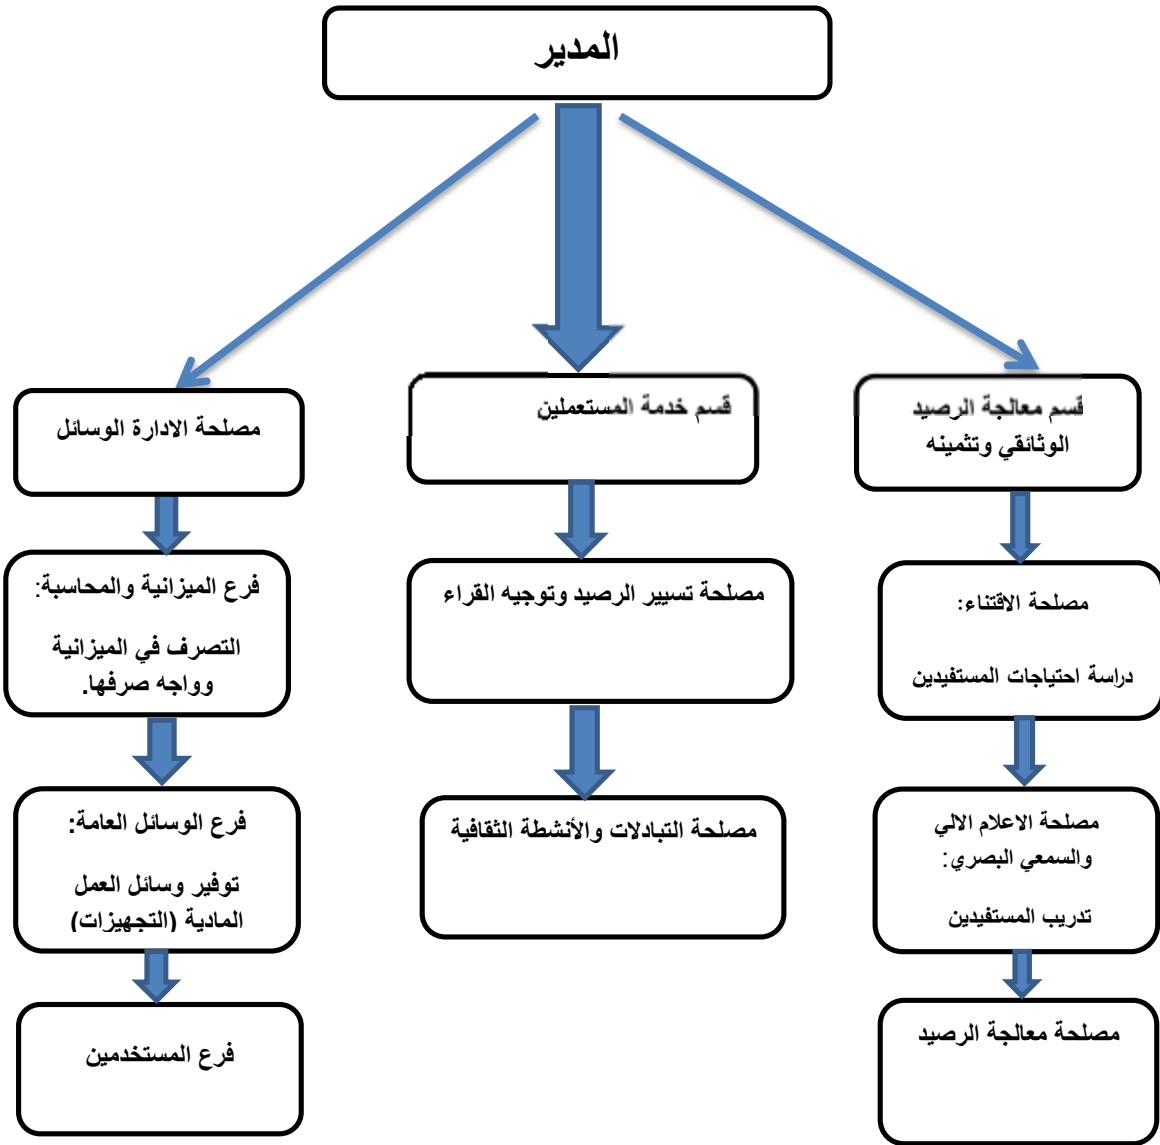 المدير
قسم معالجة الرصيد
الوثائقي وتثمينه
مصلحة الاقتناء:
دراسة احتياجات المستفيدين
مصلحة الاعلام الالي
والسمعي البصري:
تدريب المستفيدين
مصلحة معالجة الرصيد
قسم خدمة المستعملين
مصلحة تسيير الرصيد وتوجيه القراء
مصلحة التبادلات والأنشطة الثقافية
مصلحة الادارة الوسائل
فرع الميزانية والمحاسبة:
التصرف في الميزانية
وواجه صرفها.
فرع الوسائل العامة:
توفير وسائل العمل
المادية (التجهيزات)
فرع المستخدمين